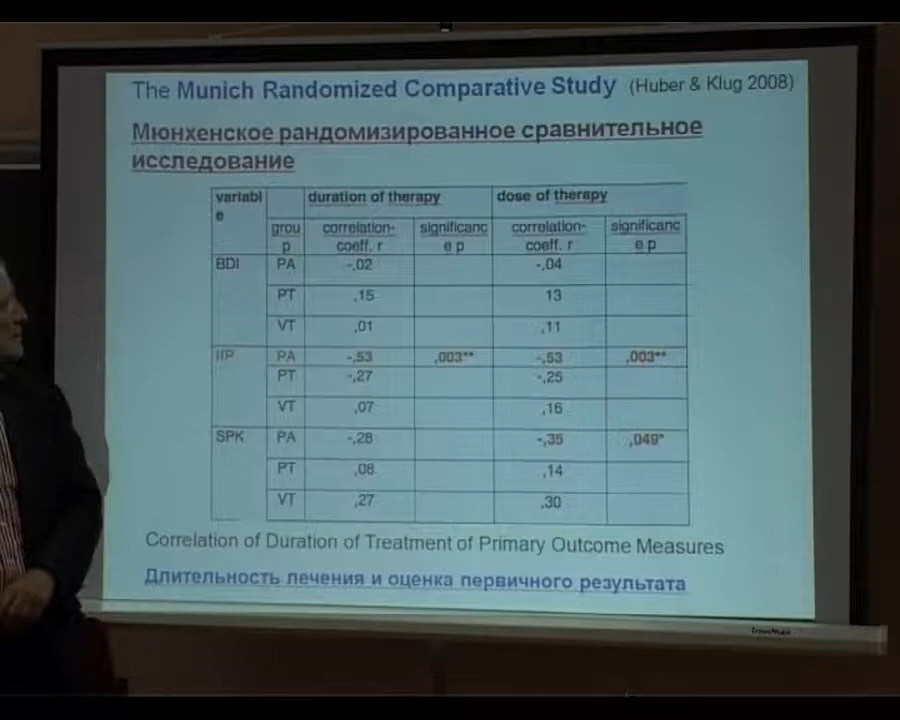 The Munich Randomized Comparative Study (Huber & Klug 2008)
Мюнхенское рандомизированное сравнительное
исследование
variabl duration of therapy dose of therapy
e
grou correlation- significanc correlation- significanc
p coeff. r e p coeff. r e p
BDI PA -,02 -,04
PT ,15 13
VT ,01 ,11
IIP PA -,53 ,003** -,53 ,003**
PT -,27 -,25
VT ,07 ,16
SPK PA -,28 -,35 ,049*
PT ,08 ,14
VT ,27 ,30
Correlation of Duration of Treatment of Primary Outcome Measures
Длительность лечения и оценка первичного результата